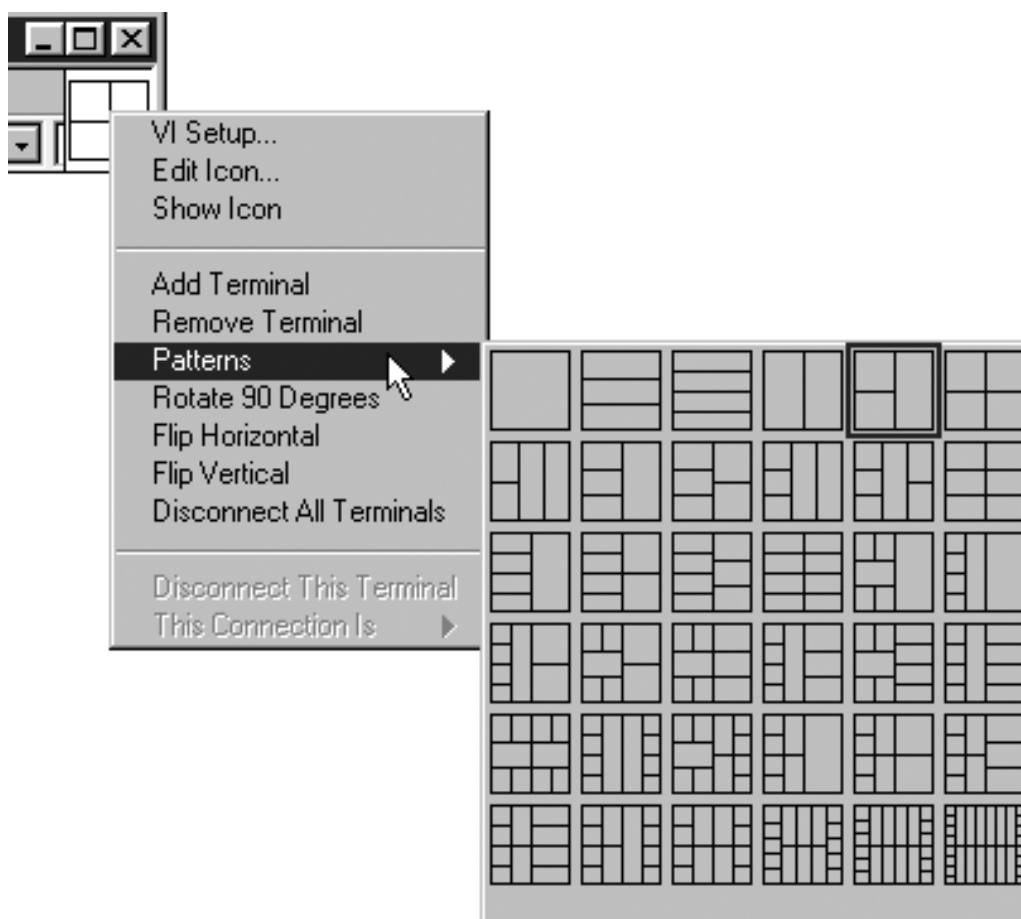 VI Setup...
Edit Icon...
Show Icon
Add Terminal
Remove Terminal
Patterns
Rotate 90 Degrees
Flip Horizontal
Flip Vertical
Disconnect All Terminals
Disconnect This Terminal
This Connection Is